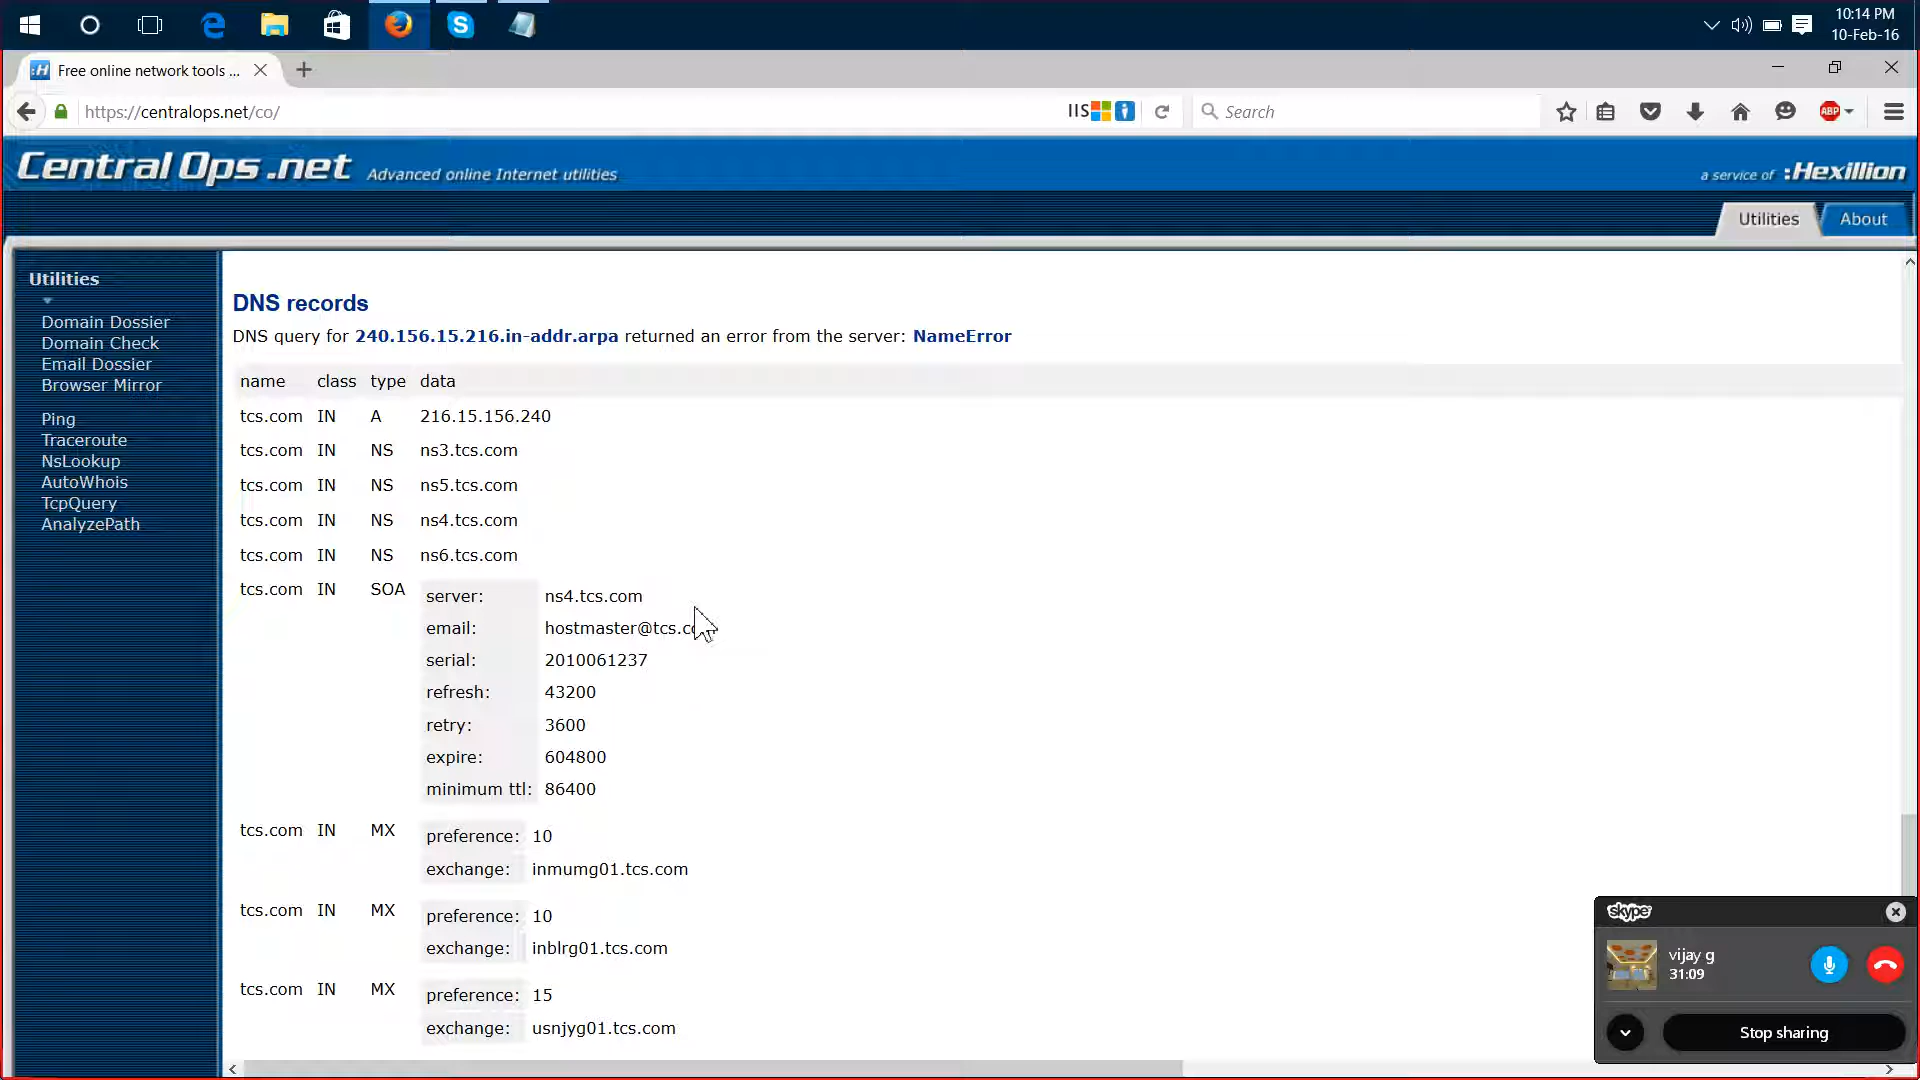 10:14 PM
10-Feb-16
Free online network tools ...
https://centralops.net/co/
IIS
Search
ABP
Central Ops .net Advanced online Internet utilities
a service of :Hexillion
Utilities
About
Utilities
Domain Dossier
Domain Check
Email Dossier
Browser Mirror
Ping
Traceroute
NsLookup
AutoWhois
TcpQuery
AnalyzePath
DNS records
DNS query for 240.156.15.216.in-addr.arpa returned an error from the server: NameError
name class type data
tcs.com IN A 216.15.156.240
tcs.com IN NS ns3.tcs.com
tcs.com IN NS ns5.tcs.com
tcs.com IN NS ns4.tcs.com
tcs.com IN NS ns6.tcs.com
tcs.com IN SOA server: ns4.tcs.com
email: hostmaster@tcs.co
serial: 2010061237
refresh: 43200
retry: 3600
expire: 604800
minimum ttl: 86400
tcs.com IN MX preference: 10
exchange: inmumg01.tcs.com
tcs.com IN MX preference: 10
exchange: inblrg01.tcs.com
tcs.com IN MX preference: 15
exchange: usnjyg01.tcs.com
skype
vijay g
31:09
Stop sharing